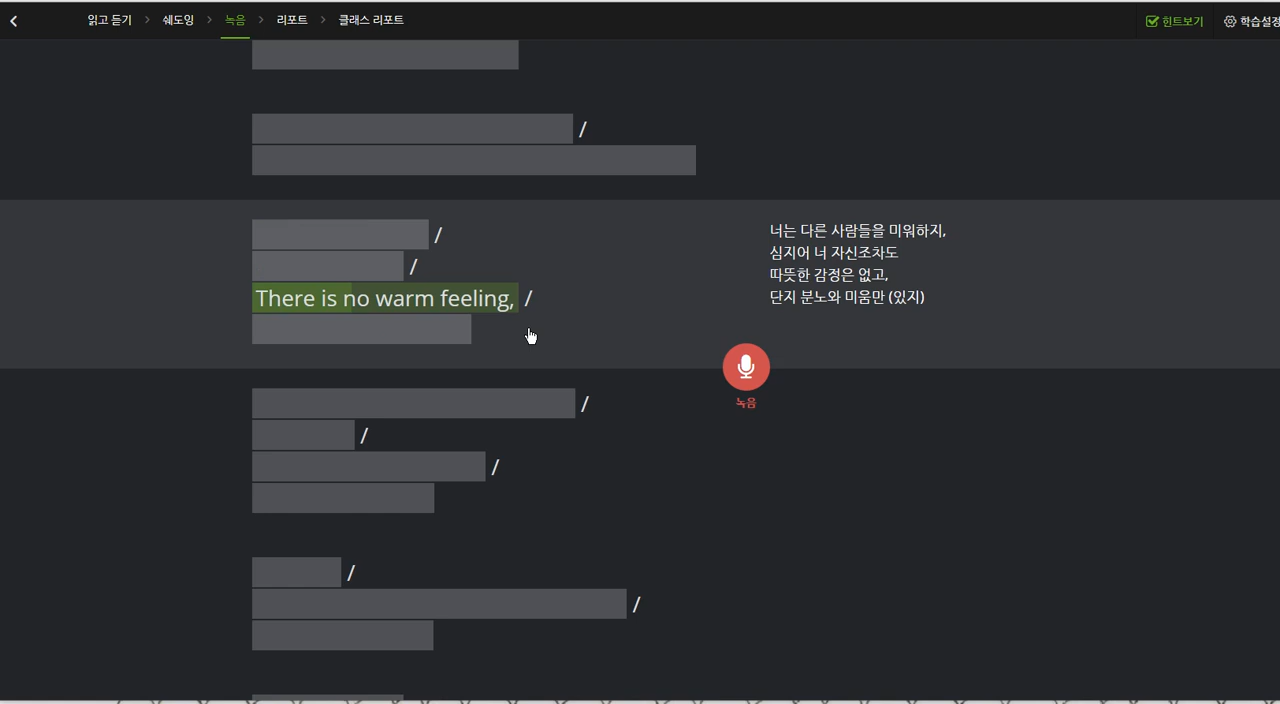 읽고 듣기 > 쉐도잉 > 녹음 > 리포트 > 클래스 리포트
힌트보기
학습설정
/
/
/
너는 다른 사람들을 미워하지,
심지어 너 자신조차도
따뜻한 감정은 없고,
단지 분노와 미움만 (있지)
There is no warm feeling, /
녹음
/
/
/
/
/